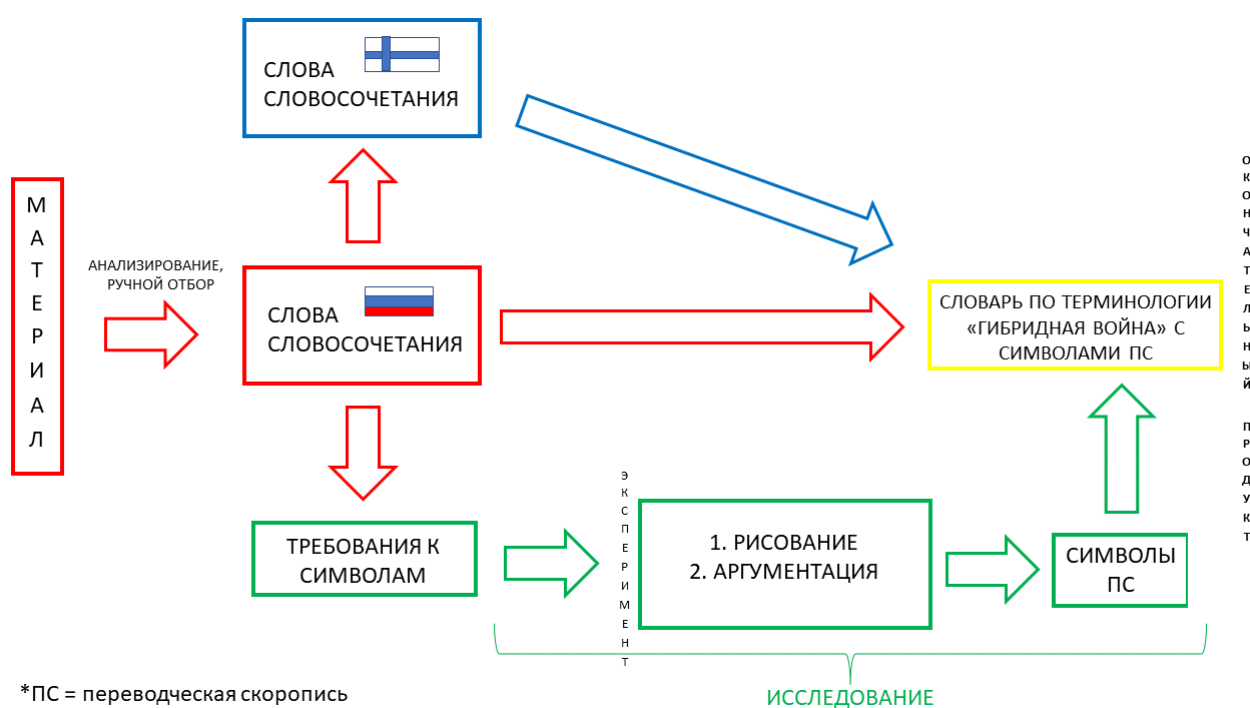 СЛОВА
СЛОВОСОЧЕТАНИЯ
МАТЕРИАЛ
АНАЛИЗИРОВАНИЕ,
РУЧНОЙ ОТБОР
СЛОВА
СЛОВОСОЧЕТАНИЯ
СЛОВАРЬ ПО ТЕРМИНОЛОГИИ
«ГИБРИДНАЯ ВОЙНА» С
СИМВОЛАМИ ПС
ОКОНЧАТЕЛЬНЫЙ ПРОДУКТ
ТРЕБОВАНИЯ К
СИМВОЛАМ
ЭКСПЕРИМЕНТ
1. РИСОВАНИЕ
2. АРГУМЕНТАЦИЯ
СИМВОЛЫ
ПС
*ПС = переводческая скоропись
ИССЛЕДОВАНИЕ